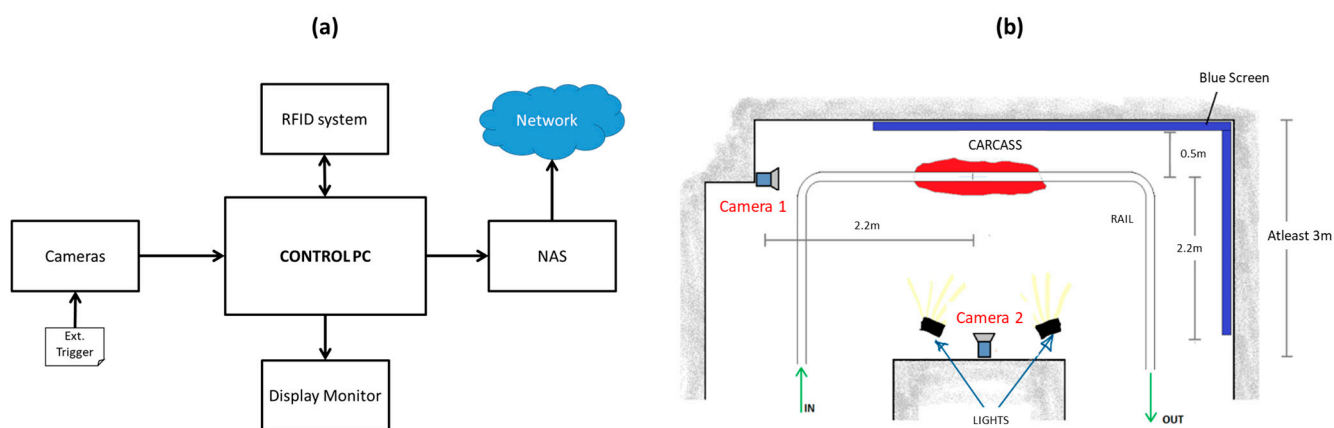 (a)
RFID system
Network
Cameras
CONTROL PC
NAS
Ext.
Trigger
Display Monitor
(b)
Blue Screen
CARCASS
0.5m
Camera 1
RAIL
2.2m
2.2m
Atleast 3m
Camera 2
IN
LIGHTS
OUT